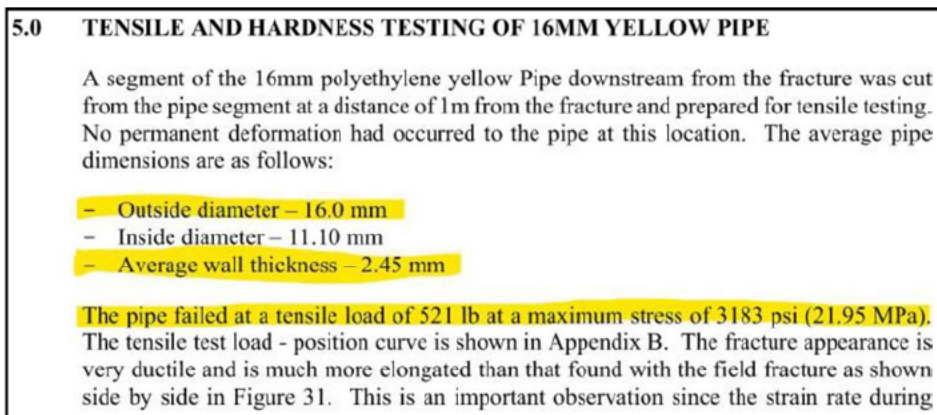 5.0 TENSILE AND HARDNESS TESTING OF 16MM YELLOW PIPE
A segment of the 16mm polyethylene yellow Pipe downstream from the fracture was cut
from the pipe segment at a distance of 1m from the fracture and prepared for tensile testing.
No permanent deformation had occurred to the pipe at this location. The average pipe
dimensions are as follows:
– Outside diameter – 16.0 mm
– Inside diameter – 11.10 mm
– Average wall thickness – 2.45 mm
The pipe failed at a tensile load of 521 lb at a maximum stress of 3183 psi (21.95 MPa).
The tensile test load - position curve is shown in Appendix B. The fracture appearance is
very ductile and is much more elongated than that found with the field fracture as shown
side by side in Figure 31. This is an important observation since the strain rate during